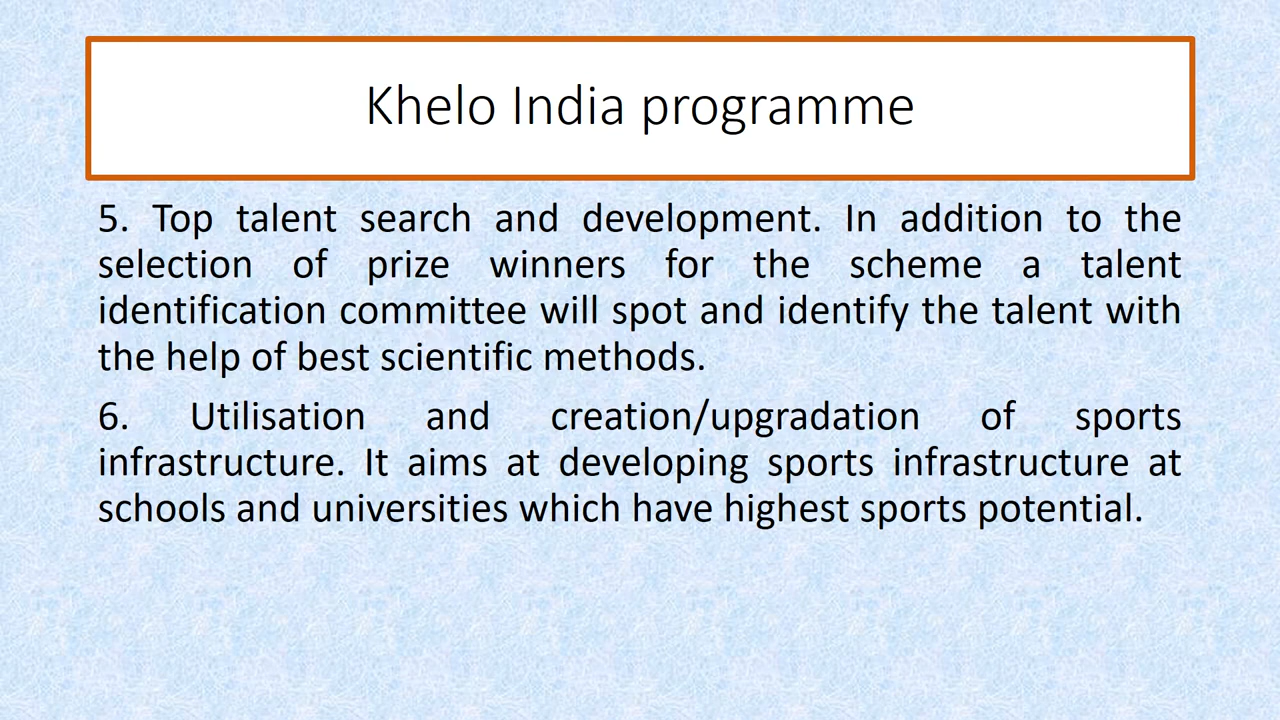 Khelo India programme
5. Top talent search and development. In addition to the
selection of prize winners for the scheme a talent
identification committee will spot and identify the talent with
the help of best scientific methods.
6. Utilisation and creation/upgradation of sports
infrastructure. It aims at developing sports infrastructure at
schools and universities which have highest sports potential.